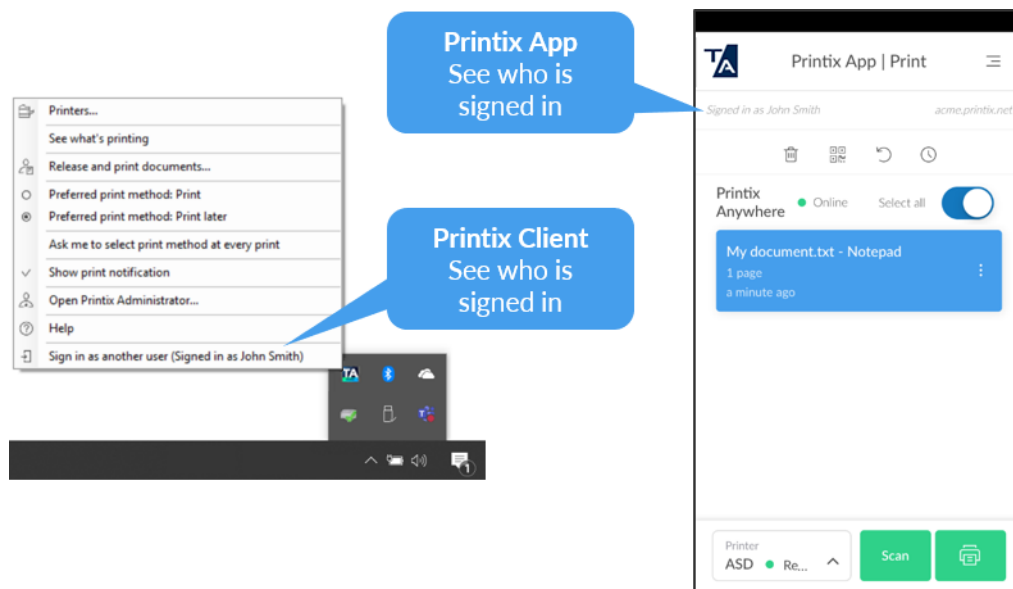 Printers...
See what's printing
Release and print documents...
Preferred print method: Print
Preferred print method: Print later
Ask me to select print method at every print
Show print notification
Open Printix Administrator...
Help
Sign in as another user (Signed in as John Smith)
TA
1
Printix App
See who is
signed in
Printix Client
See who is
signed in
TA
Printix App | Print
Signed in as John Smith
acme.printix.net
Printix
Anywhere
Online
Select all
My document.txt - Notepad
1 page
a minute ago
Printer
ASD
Re...
Scan